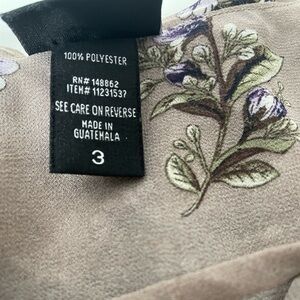 100% POLYESTER
RN# 148862
ITEM# 11231537
SEE CARE ON REVERSE
MADE IN
GUATEMALA
3